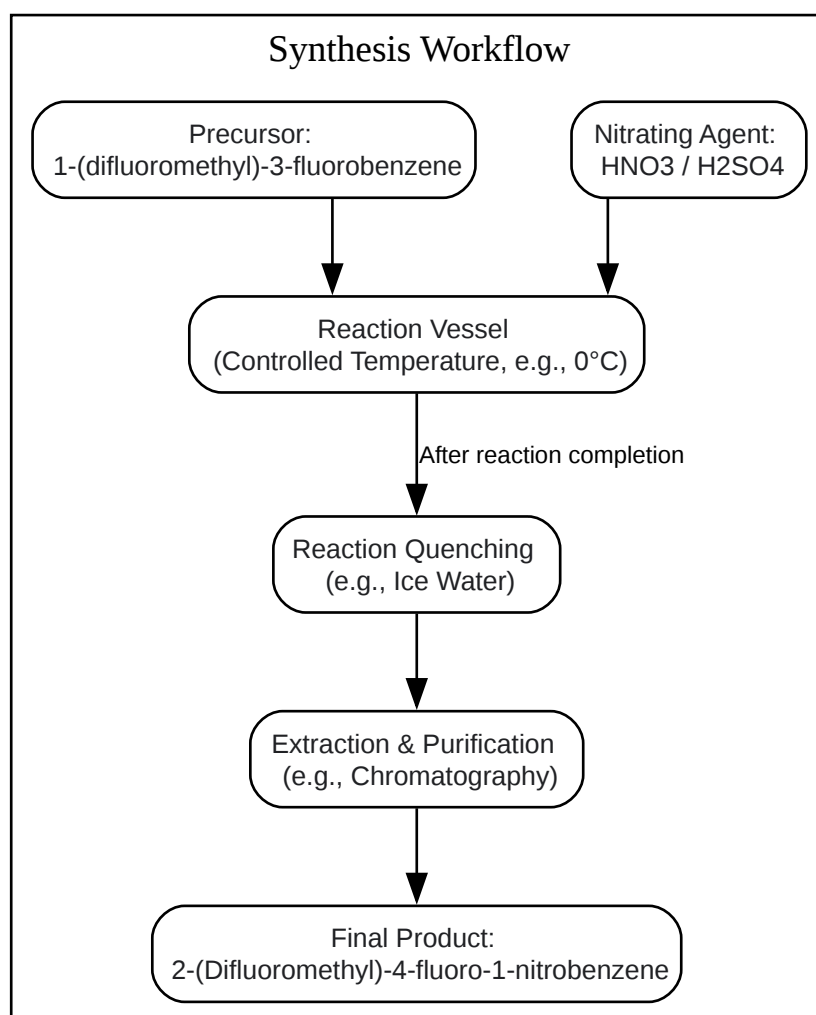 Synthesis Workflow
Precursor:
1-(difluoromethyl)-3-fluorobenzene
Nitrating Agent:
HNO3 / H2SO4
Reaction Vessel
(Controlled Temperature, e.g., 0°C)
After reaction completion
Reaction Quenching
(e.g., Ice Water)
Extraction & Purification
(e.g., Chromatography)
Final Product:
2-(Difluoromethyl)-4-fluoro-1-nitrobenzene